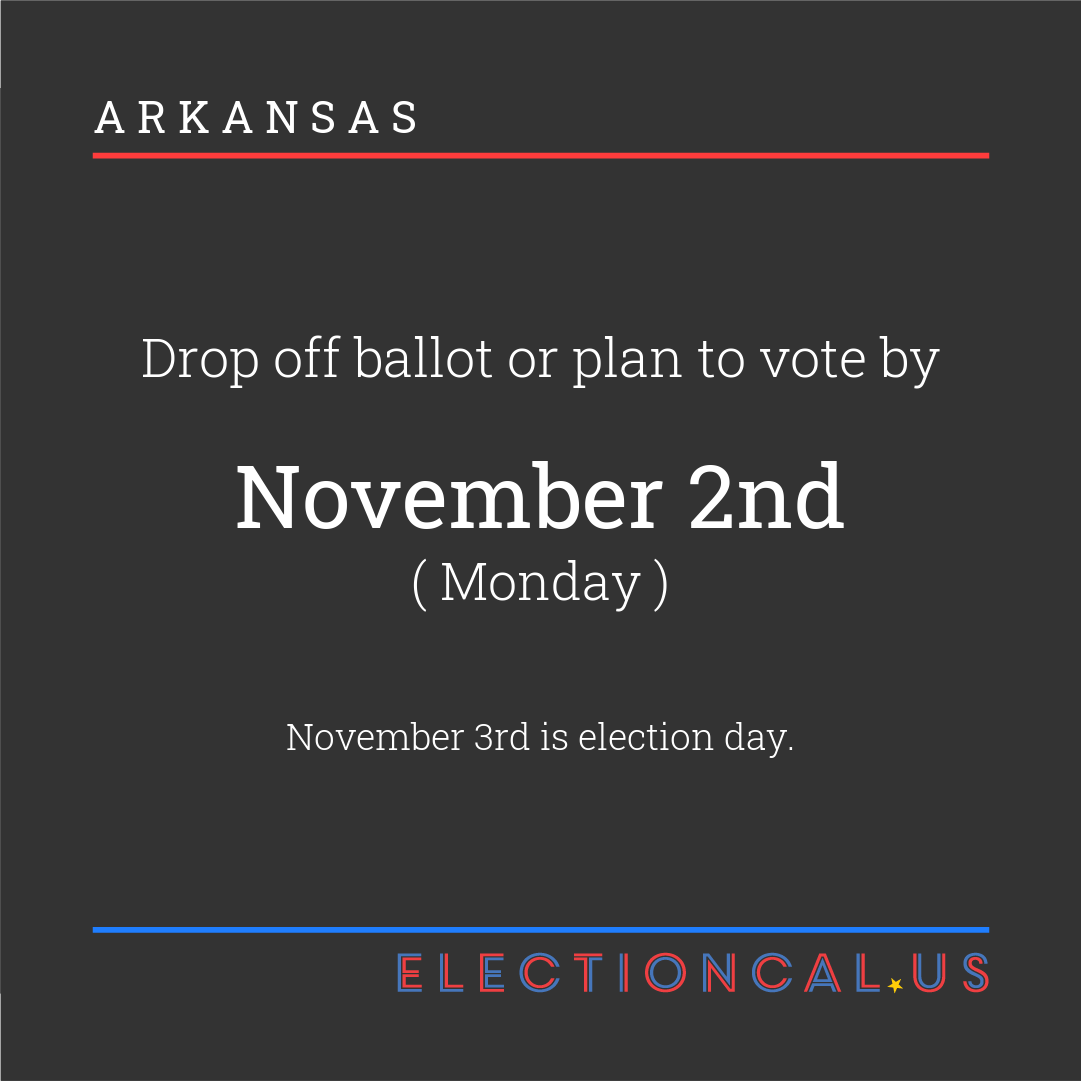 ARKANSAS
Drop off ballot or plan to vote by
November 2nd
( Monday )
November 3rd is election day.
ELECTIONCAL.US